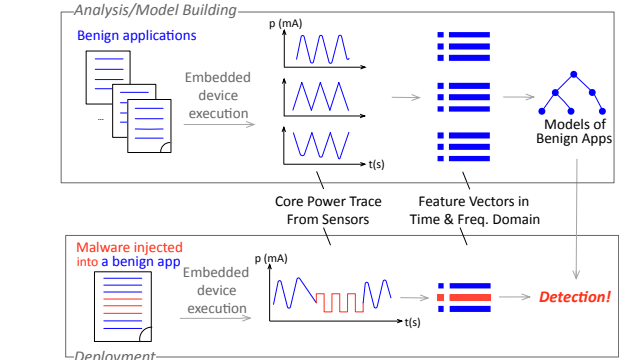 Analysis/Model Building
Benign applications
...
Embedded
device
execution
p (mA)
t(s)
Models of
Benign Apps
Core Power Trace
From Sensors
Feature Vectors in
Time & Freq. Domain
Malware injected
into a benign app
Embedded
device
execution
p (mA)
t(s)
Detection!
Deployment